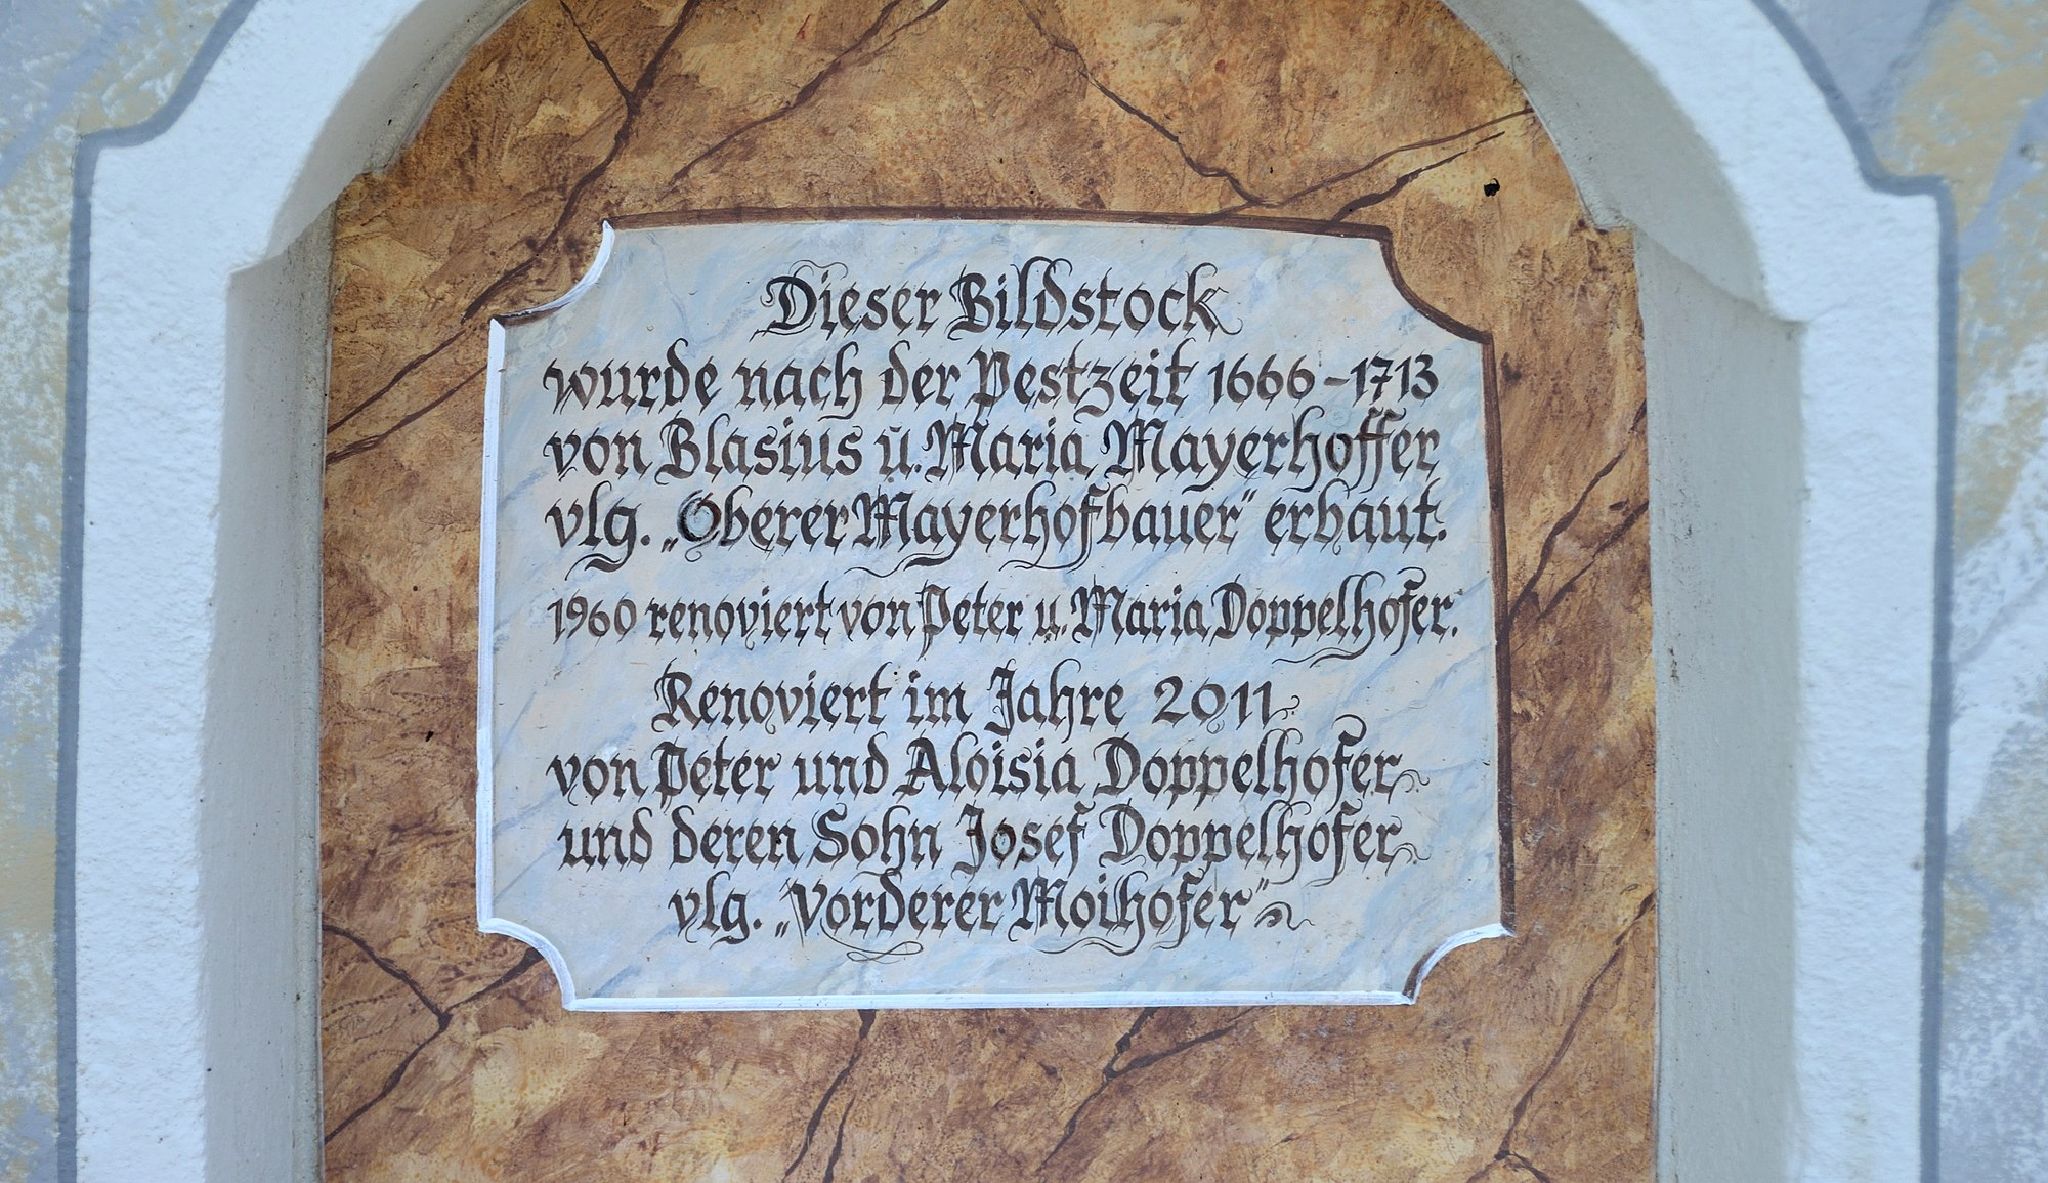 Dieser Bildstock
wurde nach der Pestzeit 1666-1713
von Blasius u. Maria Mayerhoffer
vlg. „Oberer Mayerhofbauer" erbaut.
1960 renoviert von Peter u. Maria Doppelhofer.
Renoviert im Jahre 2011
von Peter und Aloisia Doppelhofer
und deren Sohn Josef Doppelhofer
vlg. „Vorderer Moihofer"